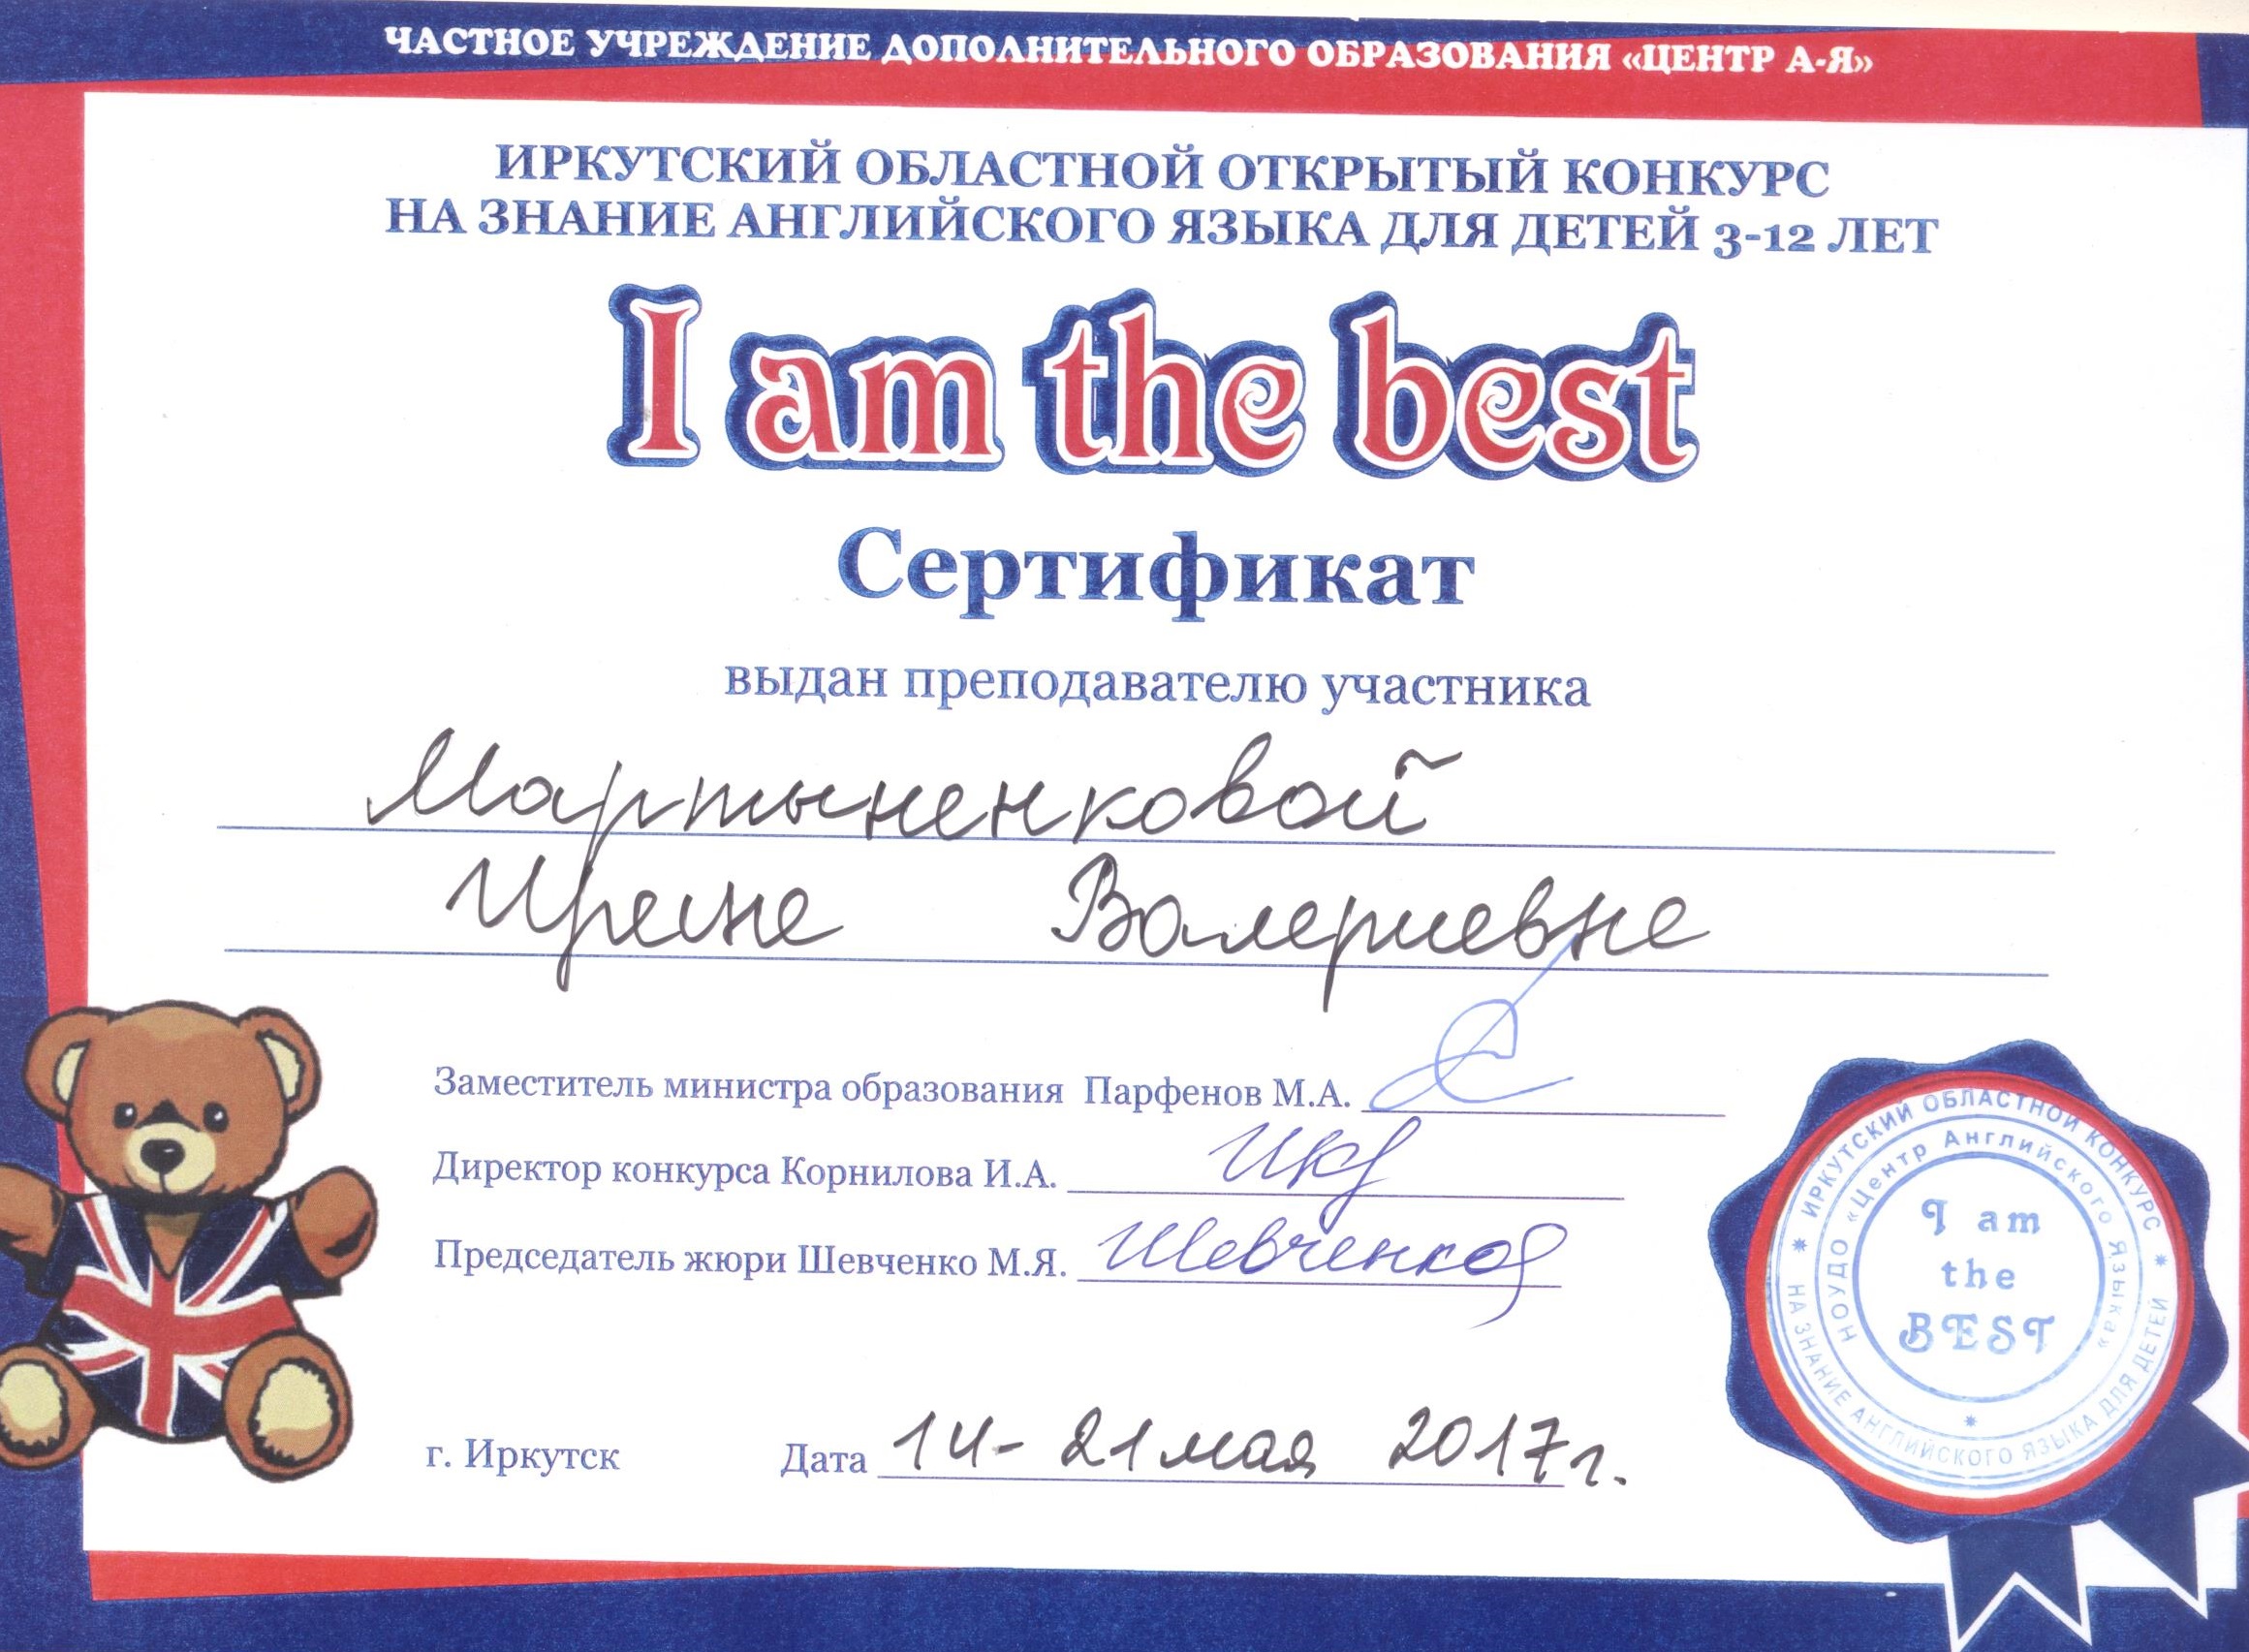 ЧАСТНОЕ УЧРЕЖДЕНИЕ ДОПОЛНИТЕЛЬНОГО ОБРАЗОВАНИЯ «ЦЕНТР А-Я»
ИРКУТСКИЙ ОБЛАСТНОЙ ОТКРЫТЫЙ КОНКУРС
НА ЗНАНИЕ АНГЛИЙСКОГО ЯЗЫКА ДЛЯ ДЕТЕЙ 3-12 ЛЕТ
I am the best
Сертификат
выдан преподавателю участника
Мартыненковой
Ирене Валериевне
Заместитель министра образования Парфенов М.А.
Директор конкурса Корнилова И.А.
Председатель жюри Шевченко М.Я. Шевченко
г. Иркутск Дата 14-21 мая 2017г.
ИРКУТСКИЙ ОБЛАСТНОЙ КОНКУРС
НА ЗНАНИЕ АНГЛИЙСКОГО ЯЗЫКА ДЛЯ ДЕТЕЙ
НОУДО «Центр Английского Языка»
I am
the
BEST